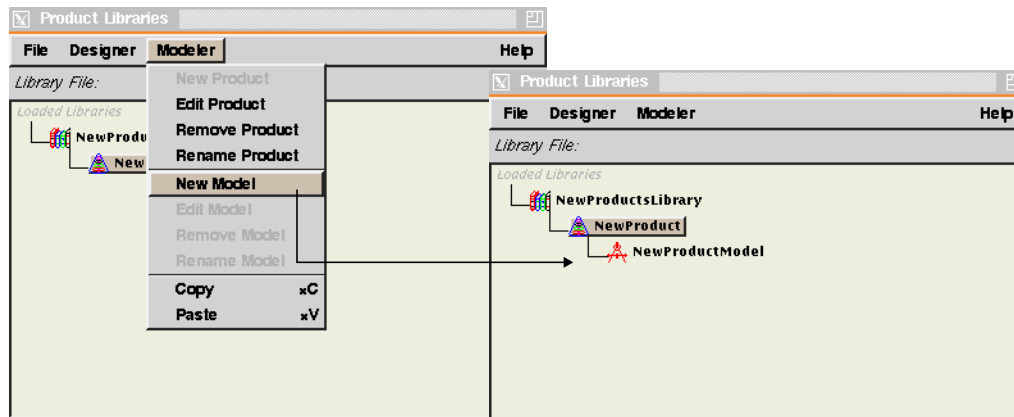 Product Libraries
File Designer Modeler Help
Library File:
Loaded Libraries
NewProdu
New
New Product
Edit Product
Remove Product
Rename Product
New Model
Edit Model
Remove Model
Rename Model
Copy ×C
Paste ×V
Product Libraries
File Designer Modeler Help
Library File:
Loaded Libraries
NewProductsLibrary
NewProduct
NewProductModel